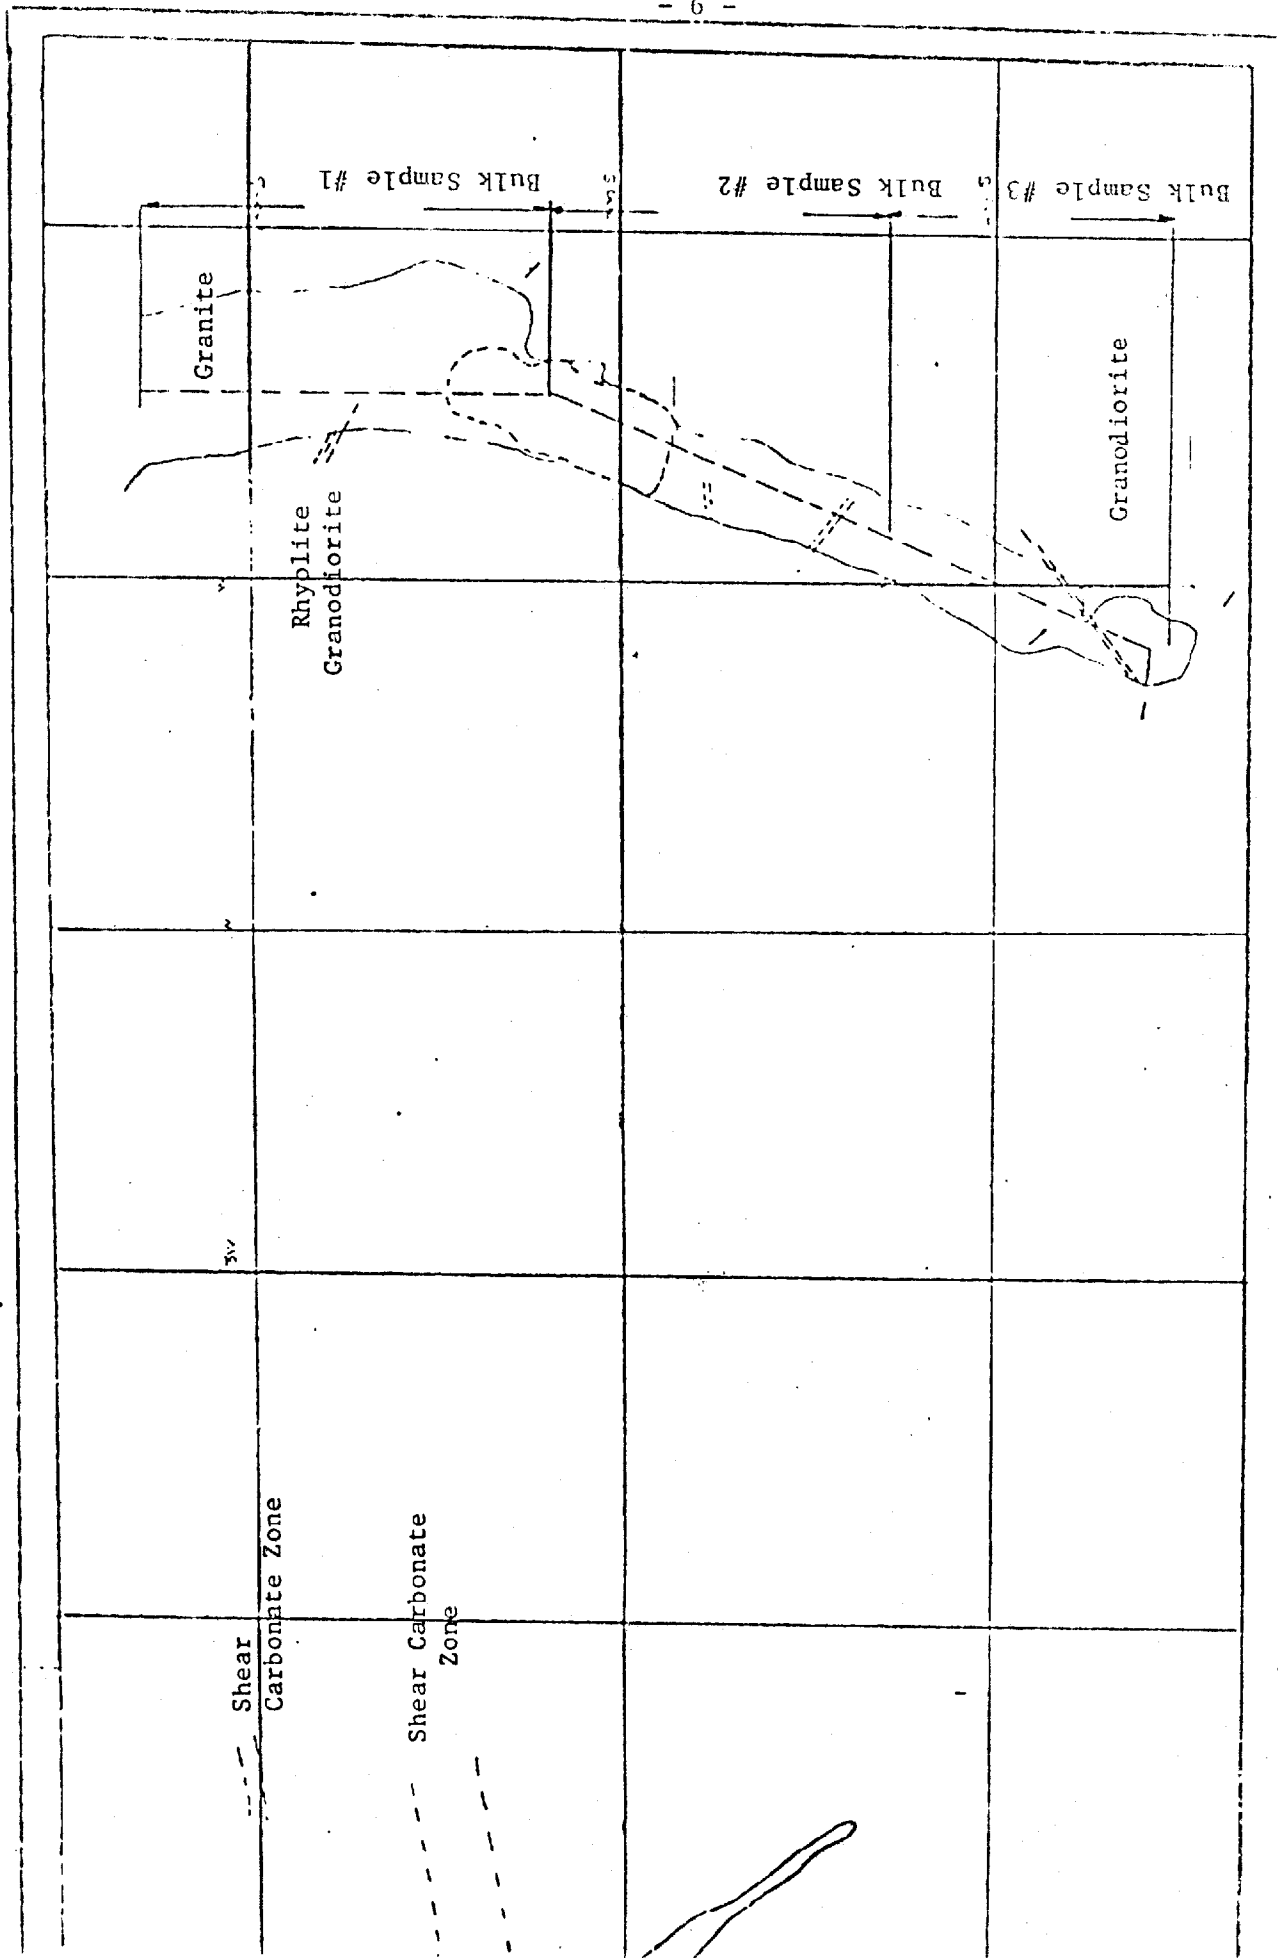 Bulk Sample #1
Bulk Sample #2
Bulk Sample #3
Granite
Rhyolite
Granodiorite
Granodiorite
3W
Shear
Carbonate Zone
Shear Carbonate
Zone